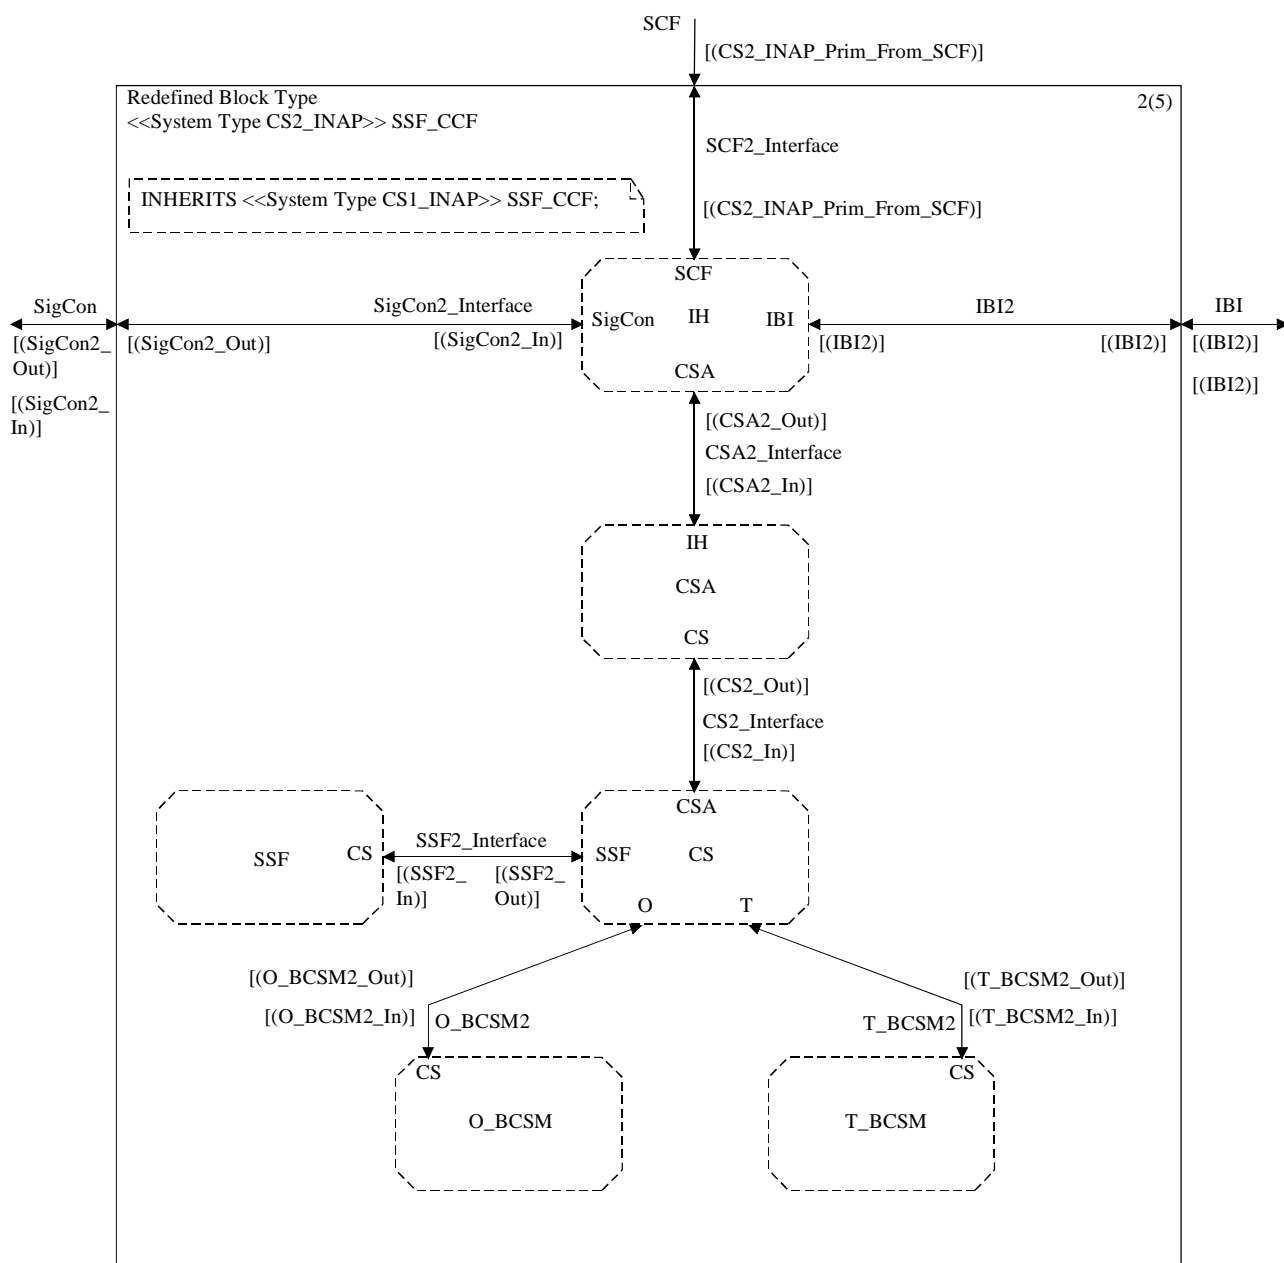 SCF
[(CS2_INAP_Prim_From_SCF)]
Redefined Block Type
2(5)
<<System Type CS2_INAP>> SSF_CCF
SCF2_Interface
INHERITS <<System Type CS1_INAP>> SSF_CCF;
[(CS2_INAP_Prim_From_SCF)]
SCF
SigCon
SigCon2_Interface
SigCon
IH
IBI
IBI2
IBI
[(SigCon2_
Out)]
[(SigCon2_Out)]
[(SigCon2_In)]
[(IBI2)]
[(IBI2)]
[(IBI2)]
CSA
[(SigCon2_
In)]
[(IBI2)]
[(CSA2_Out)]
CSA2_Interface
[(CSA2_In)]
IH
CSA
CS
[(CS2_Out)]
CS2_Interface
[(CS2_In)]
CSA
SSF
CS
SSF2_Interface
SSF
CS
[(SSF2_
In)]
[(SSF2_
Out)]
O
T
[(O_BCSM2_Out)]
[(T_BCSM2_Out)]
[(O_BCSM2_In)]
O_BCSM2
T_BCSM2
[(T_BCSM2_In)]
CS
CS
O_BCSM
T_BCSM